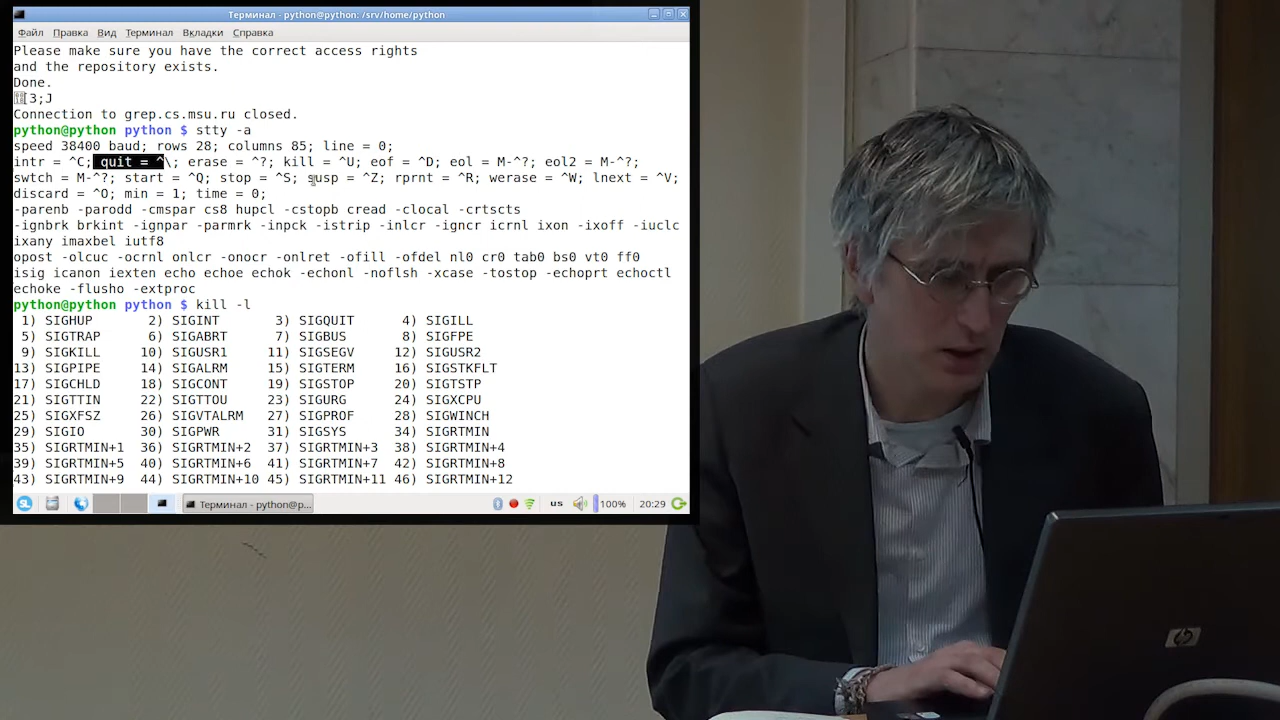 Терминал - python@python: /srv/home/python
Файл Правка Вид Терминал Вкладки Справка
Please make sure you have the correct access rights
and the repository exists.
Done.
[3;J
Connection to grep.cs.msu.ru closed.
python@python python $ stty -a
speed 38400 baud; rows 28; columns 85; line = 0;
intr = ^C; quit = ^\; erase = ^?; kill = ^U; eof = ^D; eol = M-^?; eol2 = M-^?;
swtch = M-^?; start = ^Q; stop = ^S; susp = ^Z; rprnt = ^R; werase = ^W; lnext = ^V;
discard = ^O; min = 1; time = 0;
-parenb -parodd -cmspar cs8 hupcl -cstopb cread -clocal -crtscts
-ignbrk brkint -ignpar -parmrk -inpck -istrip -inlcr -igncr icrnl ixon -ixoff -iuclc
ixany imaxbel iutf8
opost -olcuc -ocrnl onlcr -onocr -onlret -ofill -ofdel nl0 cr0 tab0 bs0 vt0 ff0
isig icanon iexten echo echoe echok -echonl -noflsh -xcase -tostop -echoprt echoctl
echoke -flusho -extproc
python@python python $ kill -l
1) SIGHUP 2) SIGINT 3) SIGQUIT 4) SIGILL
5) SIGTRAP 6) SIGABRT 7) SIGBUS 8) SIGFPE
9) SIGKILL 10) SIGUSR1 11) SIGSEGV 12) SIGUSR2
13) SIGPIPE 14) SIGALRM 15) SIGTERM 16) SIGSTKFLT
17) SIGCHLD 18) SIGCONT 19) SIGSTOP 20) SIGTSTP
21) SIGTTIN 22) SIGTTOU 23) SIGURG 24) SIGXCPU
25) SIGXFSZ 26) SIGVTALRM 27) SIGPROF 28) SIGWINCH
29) SIGIO 30) SIGPWR 31) SIGSYS 34) SIGRTMIN
35) SIGRTMIN+1 36) SIGRTMIN+2 37) SIGRTMIN+3 38) SIGRTMIN+4
39) SIGRTMIN+5 40) SIGRTMIN+6 41) SIGRTMIN+7 42) SIGRTMIN+8
43) SIGRTMIN+9 44) SIGRTMIN+10 45) SIGRTMIN+11 46) SIGRTMIN+12
Терминал - python@p... us 100% 20:29
hp